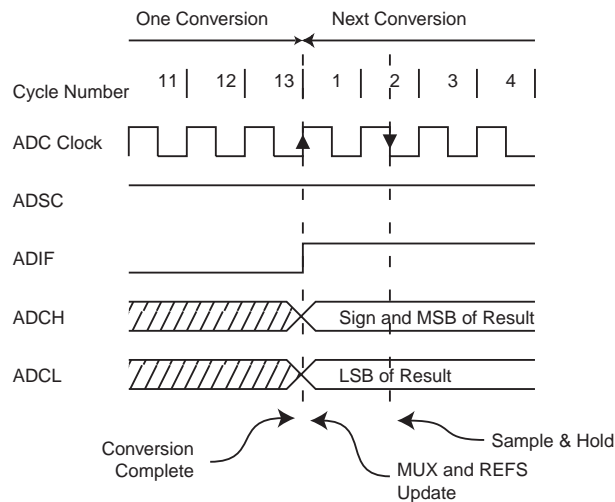 One Conversion Next Conversion
Cycle Number 11 12 13 1 2 3 4
ADC Clock
ADSC
ADIF
ADCH Sign and MSB of Result
ADCL LSB of Result
Conversion
Complete
MUX and REFS
Update
Sample & Hold